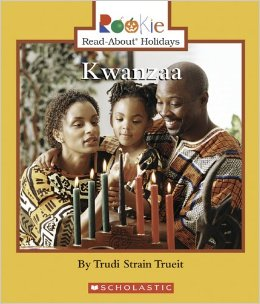 Rookie
Read-About® Holidays
Kwanzaa
By Trudi Strain Trueit
SCHOLASTIC